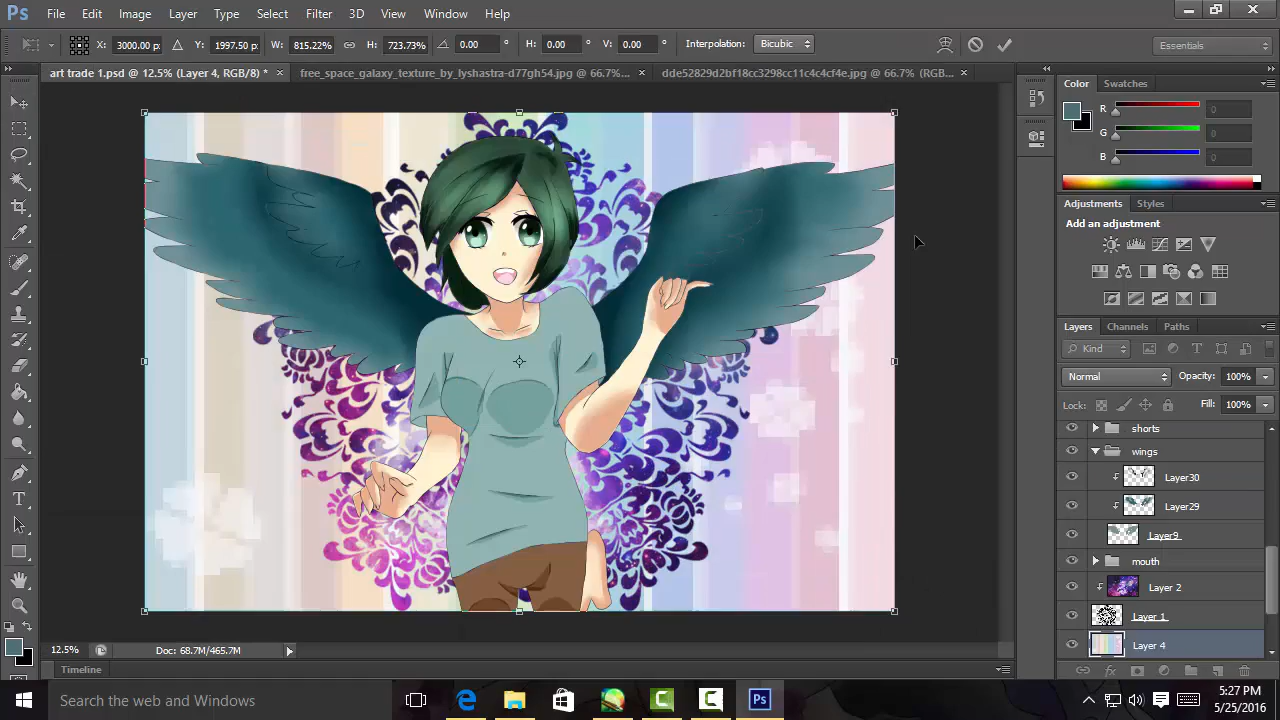 Ps File Edit Image Layer Type Select Filter 3D View Window Help
X: 3000.00 px Y: 1997.50 px W: 815.22% H: 723.73% 0.00 ° H: 0.00 ° V: 0.00 ° Interpolation: Bicubic Essentials
art trade 1.psd @ 12.5% (Layer 4, RGB/8) * × free_space_galaxy_texture_by_lyshastra-d77gh54.jpg @ 66.7%... × dde52829d2bf18cc3298cc11c4c4cf4e.jpg @ 66.7% (RGB... ×
Color Swatches
R 0
G 0
B 0
Adjustments Styles
Add an adjustment
Layers Channels Paths
Kind
Normal Opacity: 100%
Lock: Fill: 100%
shorts
wings
Layer30
Layer29
Layer9
mouth
Layer 2
Layer 1
Layer 4
12.5% Doc: 68.7M/465.7M
Timeline
Search the web and Windows
5:27 PM
5/25/2016